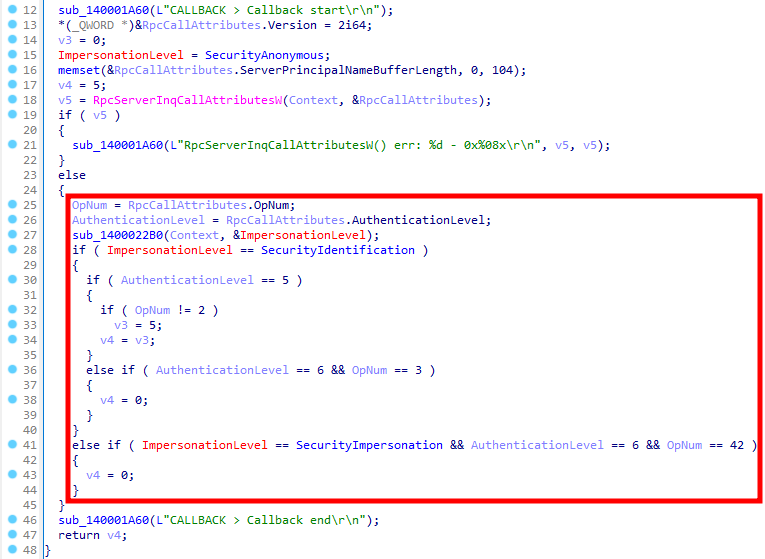 12 sub_140001A60(L"CALLBACK > Callback start\r\n");
13 *(_QWORD *)&RpcCallAttributes.Version = 2i64;
14 v3 = 0;
15 ImpersonationLevel = SecurityAnonymous;
16 memset(&RpcCallAttributes.ServerPrincipalNameBufferLength, 0, 104);
17 v4 = 5;
18 v5 = RpcServerInqCallAttributesW(Context, &RpcCallAttributes);
19 if ( v5 )
20 {
21 sub_140001A60(L"RpcServerInqCallAttributesW() err: %d - 0x%08x\r\n", v5, v5);
22 }
23 else
24 {
25 OpNum = RpcCallAttributes.OpNum;
26 AuthenticationLevel = RpcCallAttributes.AuthenticationLevel;
27 sub_1400022B0(Context, &ImpersonationLevel);
28 if ( ImpersonationLevel == SecurityIdentification )
29 {
30 if ( AuthenticationLevel == 5 )
31 {
32 if ( OpNum != 2 )
33 v3 = 5;
34 v4 = v3;
35 }
36 else if ( AuthenticationLevel == 6 && OpNum == 3 )
37 {
38 v4 = 0;
39 }
40 }
41 else if ( ImpersonationLevel == SecurityImpersonation && AuthenticationLevel == 6 && OpNum == 42 )
42 {
43 v4 = 0;
44 }
45 }
46 sub_140001A60(L"CALLBACK > Callback end\r\n");
47 return v4;
48 }